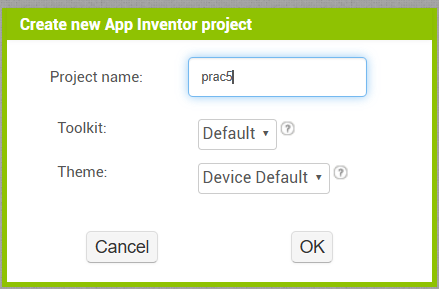 Create new App Inventor project
Project name: prac5
Toolkit: Default ▾ ?
Theme: Device Default ▾ ?
Cancel OK